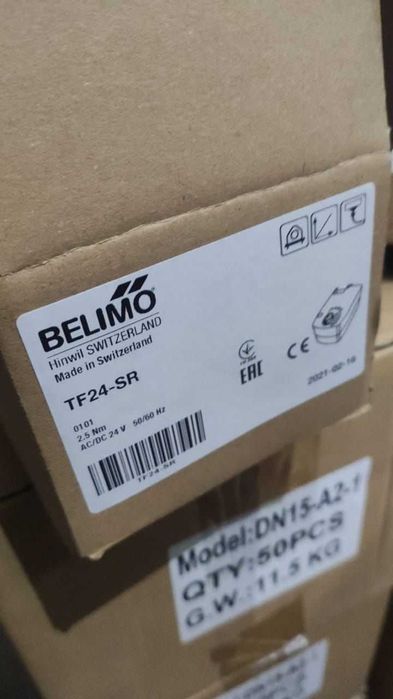 BELIMO
Hinwil SWITZERLAND
Made in Switzerland
TF24-SR
0101
2.5 Nm
AC/DC 24 V 50/60 Hz
TF24-SR
EAC
CE
2021-02-16
Model:DN15-A2-1
QTY:50PCS
G.W.:11.5 KG